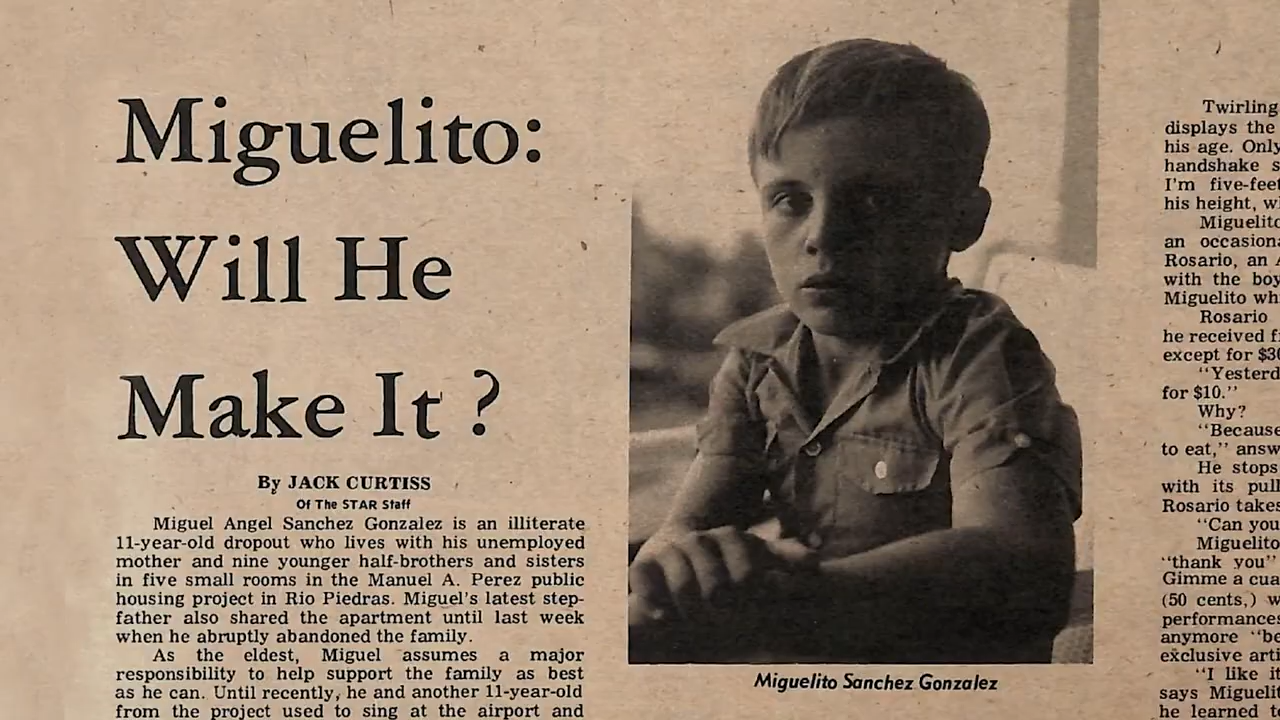 Miguelito:
Will He
Make It ?
By JACK CURTISS
Of The STAR Staff
Miguel Angel Sanchez Gonzalez is an illiterate
11-year-old dropout who lives with his unemployed
mother and nine younger half-brothers and sisters
in five small rooms in the Manuel A. Perez public
housing project in Rio Piedras. Miguel's latest step-
father also shared the apartment until last week
when he abruptly abandoned the family.
As the eldest, Miguel assumes a major
responsibility to help support the family as best
as he can. Until recently, he and another 11-year-old
from the project used to sing at the airport and
Miguelito Sanchez Gonzalez
Twirling
displays the
his age. Only
handshake s
I'm five-feet
his height, w
Miguelito
an occasiona
Rosario, an A
with the boy
Miguelito wh
Rosario
he received f
except for $30
"Yesterd
for $10."
Why?
"Because
to eat," answ
He stops
with its pull
Rosario takes
"Can you
Miguelito
"thank you"
Gimme a cua
(50 cents,) w
performances
anymore "be
exclusive arti
"I like it
says Migueli
he learned to